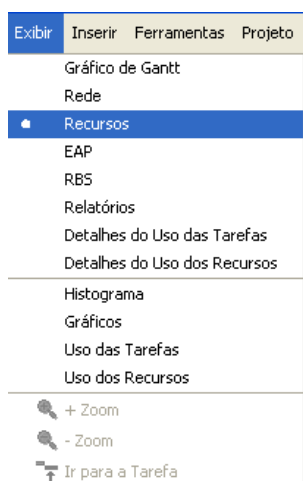 Exibir Inserir Ferramentas Projeto
Gráfico de Gantt
Rede
Recursos
EAP
RBS
Relatórios
Detalhes do Uso das Tarefas
Detalhes do Uso dos Recursos
Histograma
Gráficos
Uso das Tarefas
Uso dos Recursos
+ Zoom
- Zoom
Ir para a Tarefa